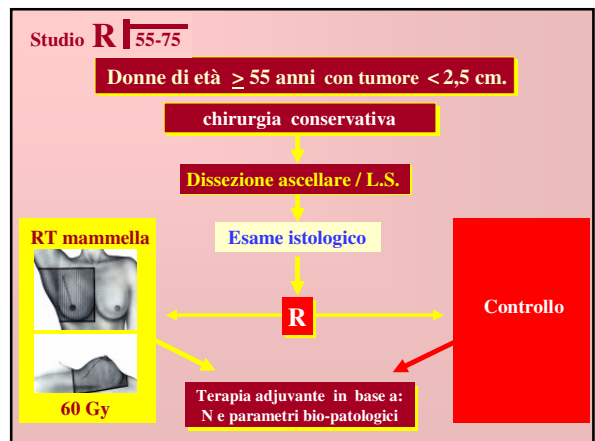 Studio R 55-75
Donne di età > 55 anni con tumore < 2,5 cm.
chirurgia conservativa
Dissezione ascellare / L.S.
RT mammella
Esame istologico
R
Controllo
60 Gy
Terapia adjuvante in base a:
N e parametri bio-patologici